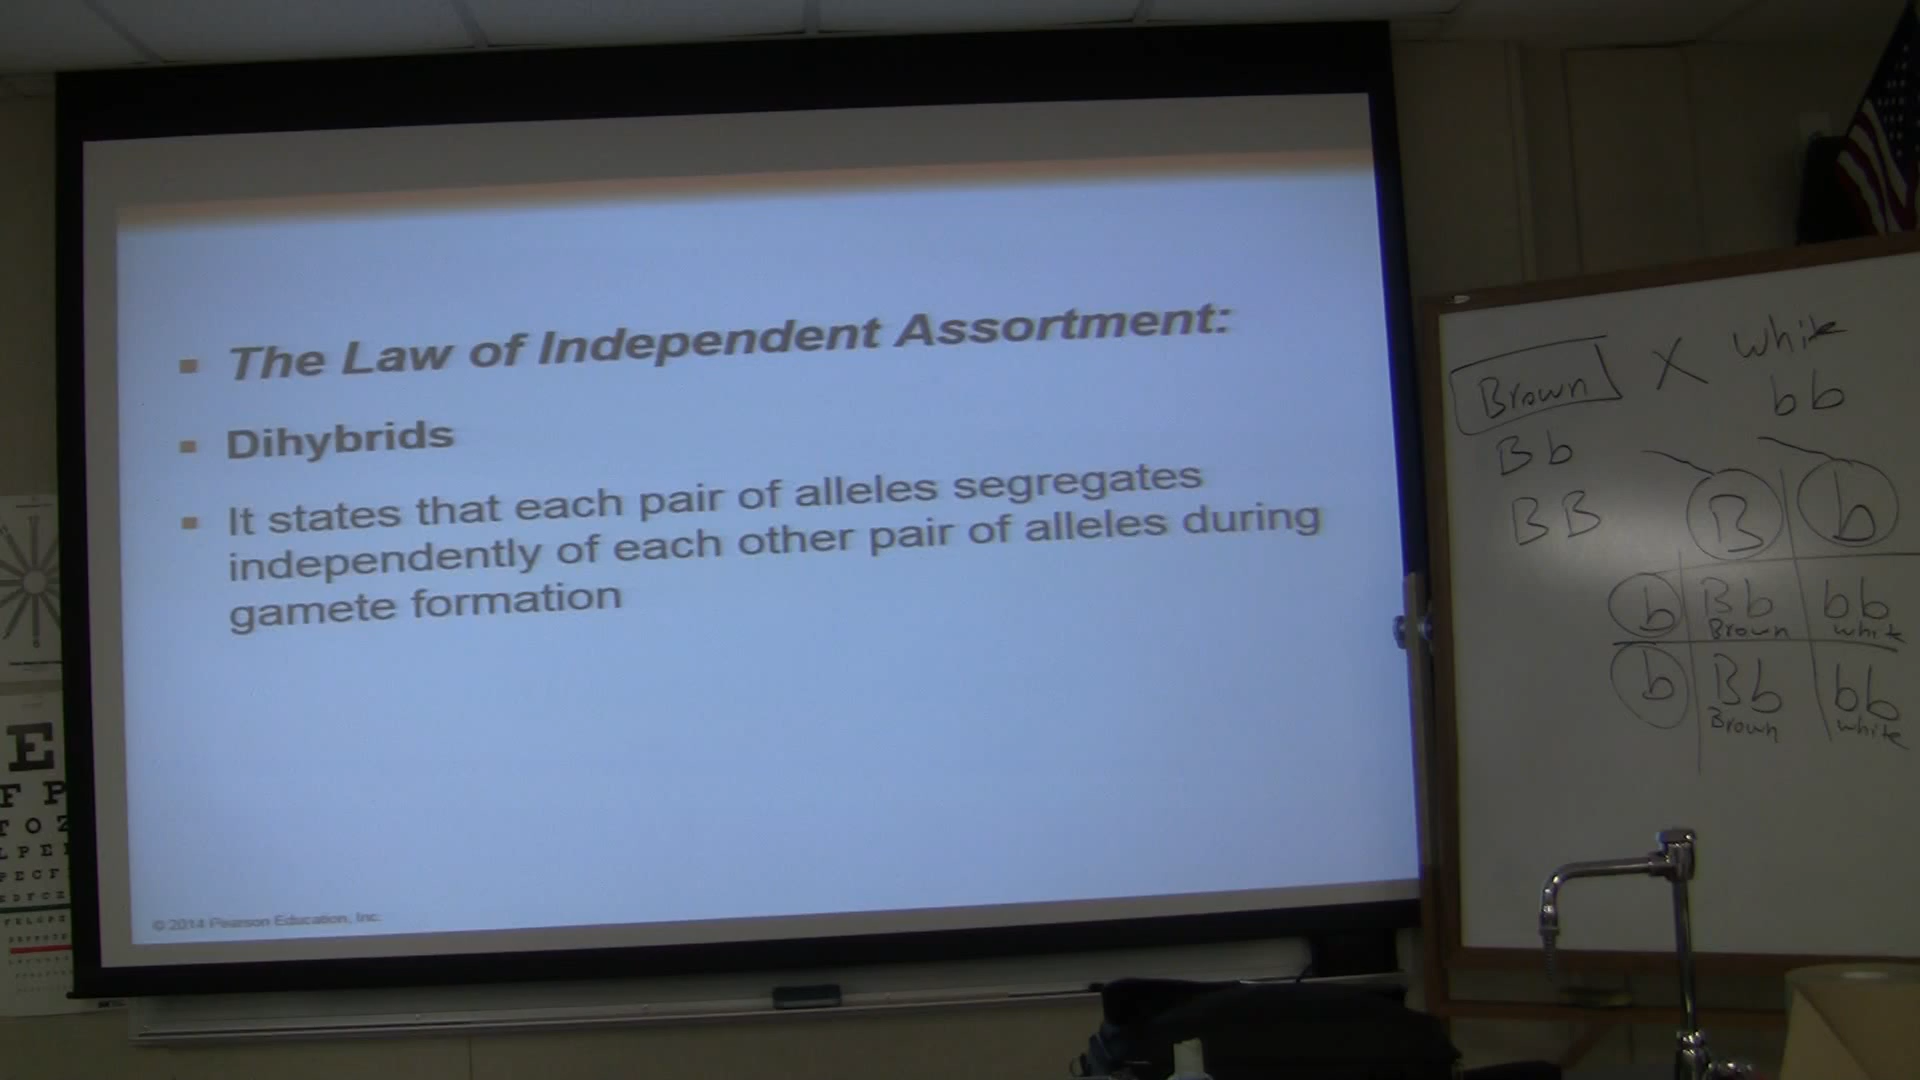 The Law of Independent Assortment:
Dihybrids
It states that each pair of alleles segregates
independently of each other pair of alleles during
gamete formation
© 2014 Pearson Education, Inc.
Brown X white
Bb bb
BB
B b
b Bb bb
Brown white
b Bb bb
Brown white
E
F P
T O Z
L P E
P E C F